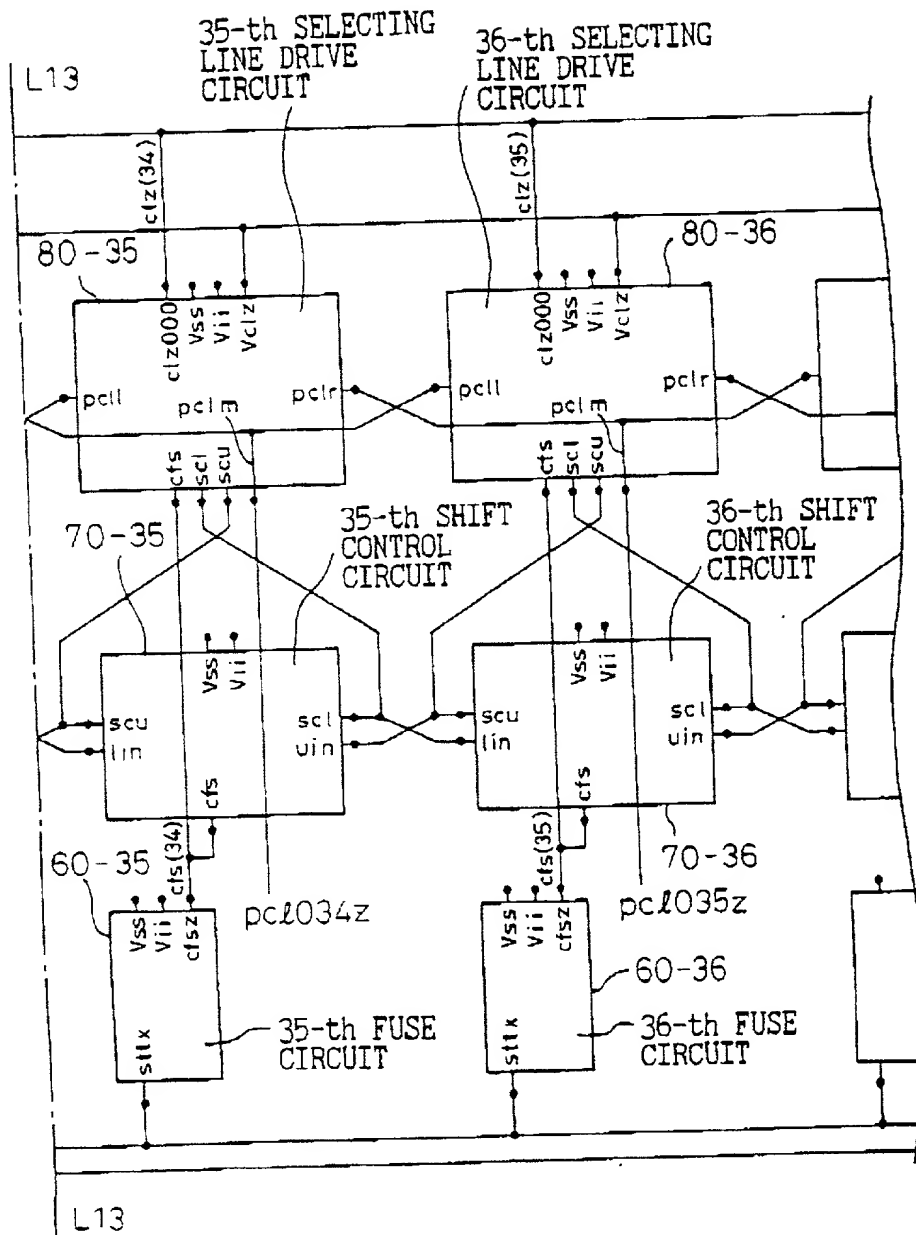 35-th SELECTING
LINE DRIVE
CIRCUIT
36-th SELECTING
LINE DRIVE
CIRCUIT
L13
clz(34)
clz(35)
80-35
80-36
clz000
Vss
Vii
Vclz
clz000
Vss
Vii
Vclz
pcll
pclm
pclr
pcll
pclm
pclr
cfs
scl
scu
cfs
scl
scu
70-35
35-th SHIFT
CONTROL
CIRCUIT
36-th SHIFT
CONTROL
CIRCUIT
Vss
Vii
Vss
Vii
scu
lin
scl
uin
scu
lin
scl
uin
cfs
cfs
60-35
cfs(34)
cfs(35)
70-36
pcl034z
pcl035z
Vss
Vii
cfsz
Vss
Vii
cfsz
60-36
sttx
35-th FUSE
CIRCUIT
sttx
36-th FUSE
CIRCUIT
L13